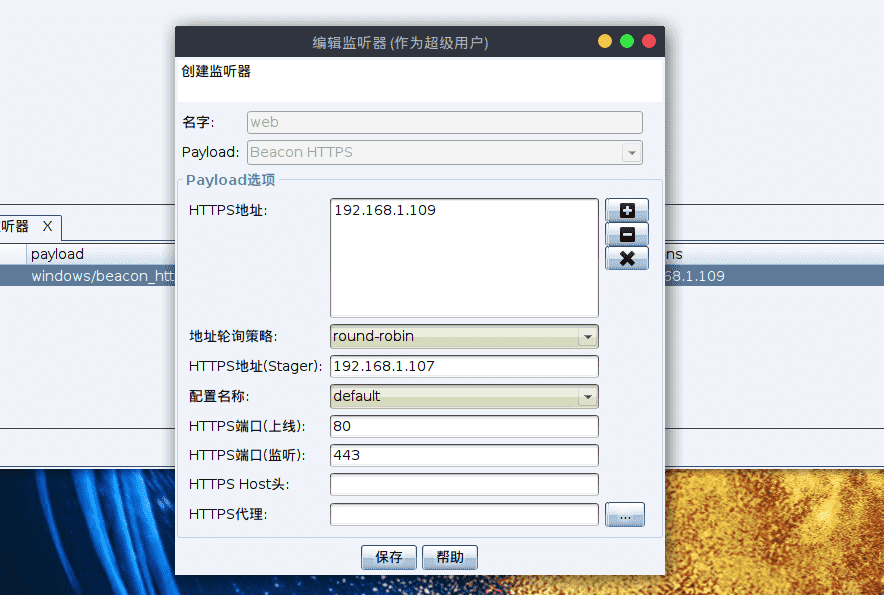 编辑监听器(作为超级用户)
创建监听器
名字: web
Payload: Beacon HTTPS
Payload选项
HTTPS地址: 192.168.1.109
地址轮询策略: round-robin
HTTPS地址(Stager): 192.168.1.107
配置名称: default
HTTPS端口(上线): 80
HTTPS端口(监听): 443
HTTPS Host头:
HTTPS代理: ...
保存 帮助
听器 X
payload ns
windows/beacon_htt 68.1.109